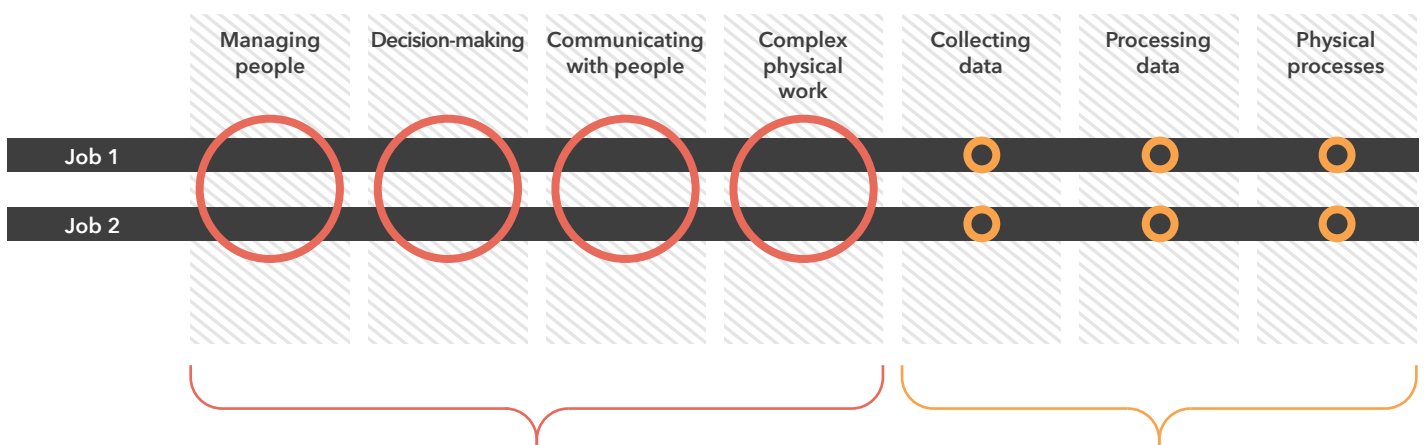 Managing
people
Decision-making
Communicating
with people
Complex
physical
work
Collecting
data
Processing
data
Physical
processes
Job 1
Job 2